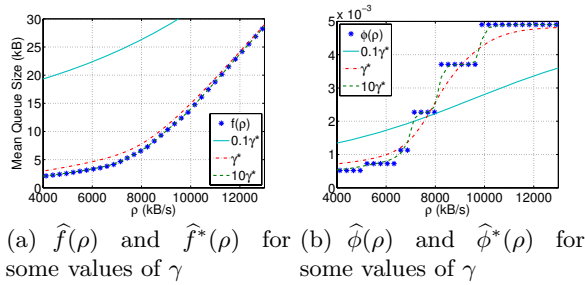 30
25
20
15
10
5
0
Mean Queue Size (kB)
4000 6000 8000 10000 12000
ρ (kB/s)
f(ρ)
0.1γ*
γ*
10γ*
5 x 10⁻³
4
3
2
1
0
4000 6000 8000 10000 12000
ρ (kB/s)
ϕ(ρ)
0.1γ*
γ*
10γ*
(a) f̂(ρ) and f̂*(ρ) for some values of γ
(b) ϕ̂(ρ) and ϕ̂*(ρ) for some values of γ